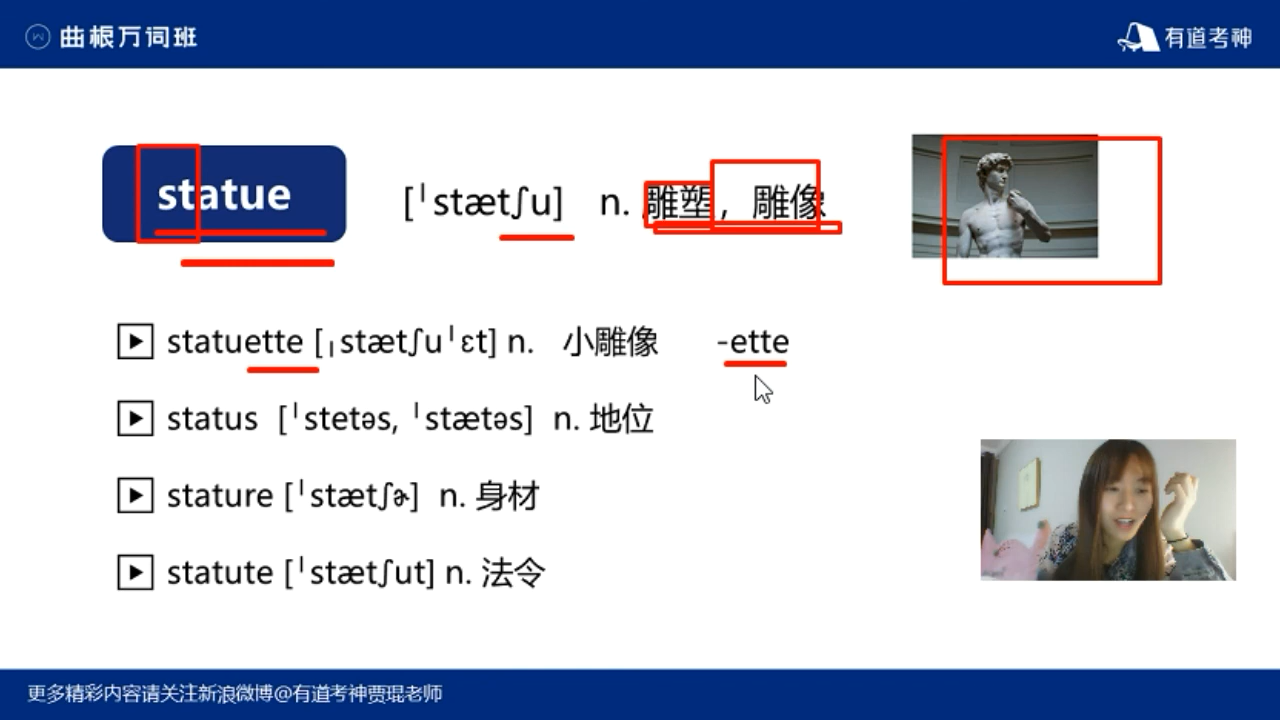 曲根万词班
有道考神
statue [ˈstætʃu] n. 雕塑，雕像
statuette [ˌstætʃuˈɛt] n. 小雕像 -ette
status [ˈstetəs, ˈstætəs] n. 地位
stature [ˈstætʃɚ] n. 身材
statute [ˈstætʃut] n. 法令
更多精彩内容请关注新浪微博@有道考神贾琨老师